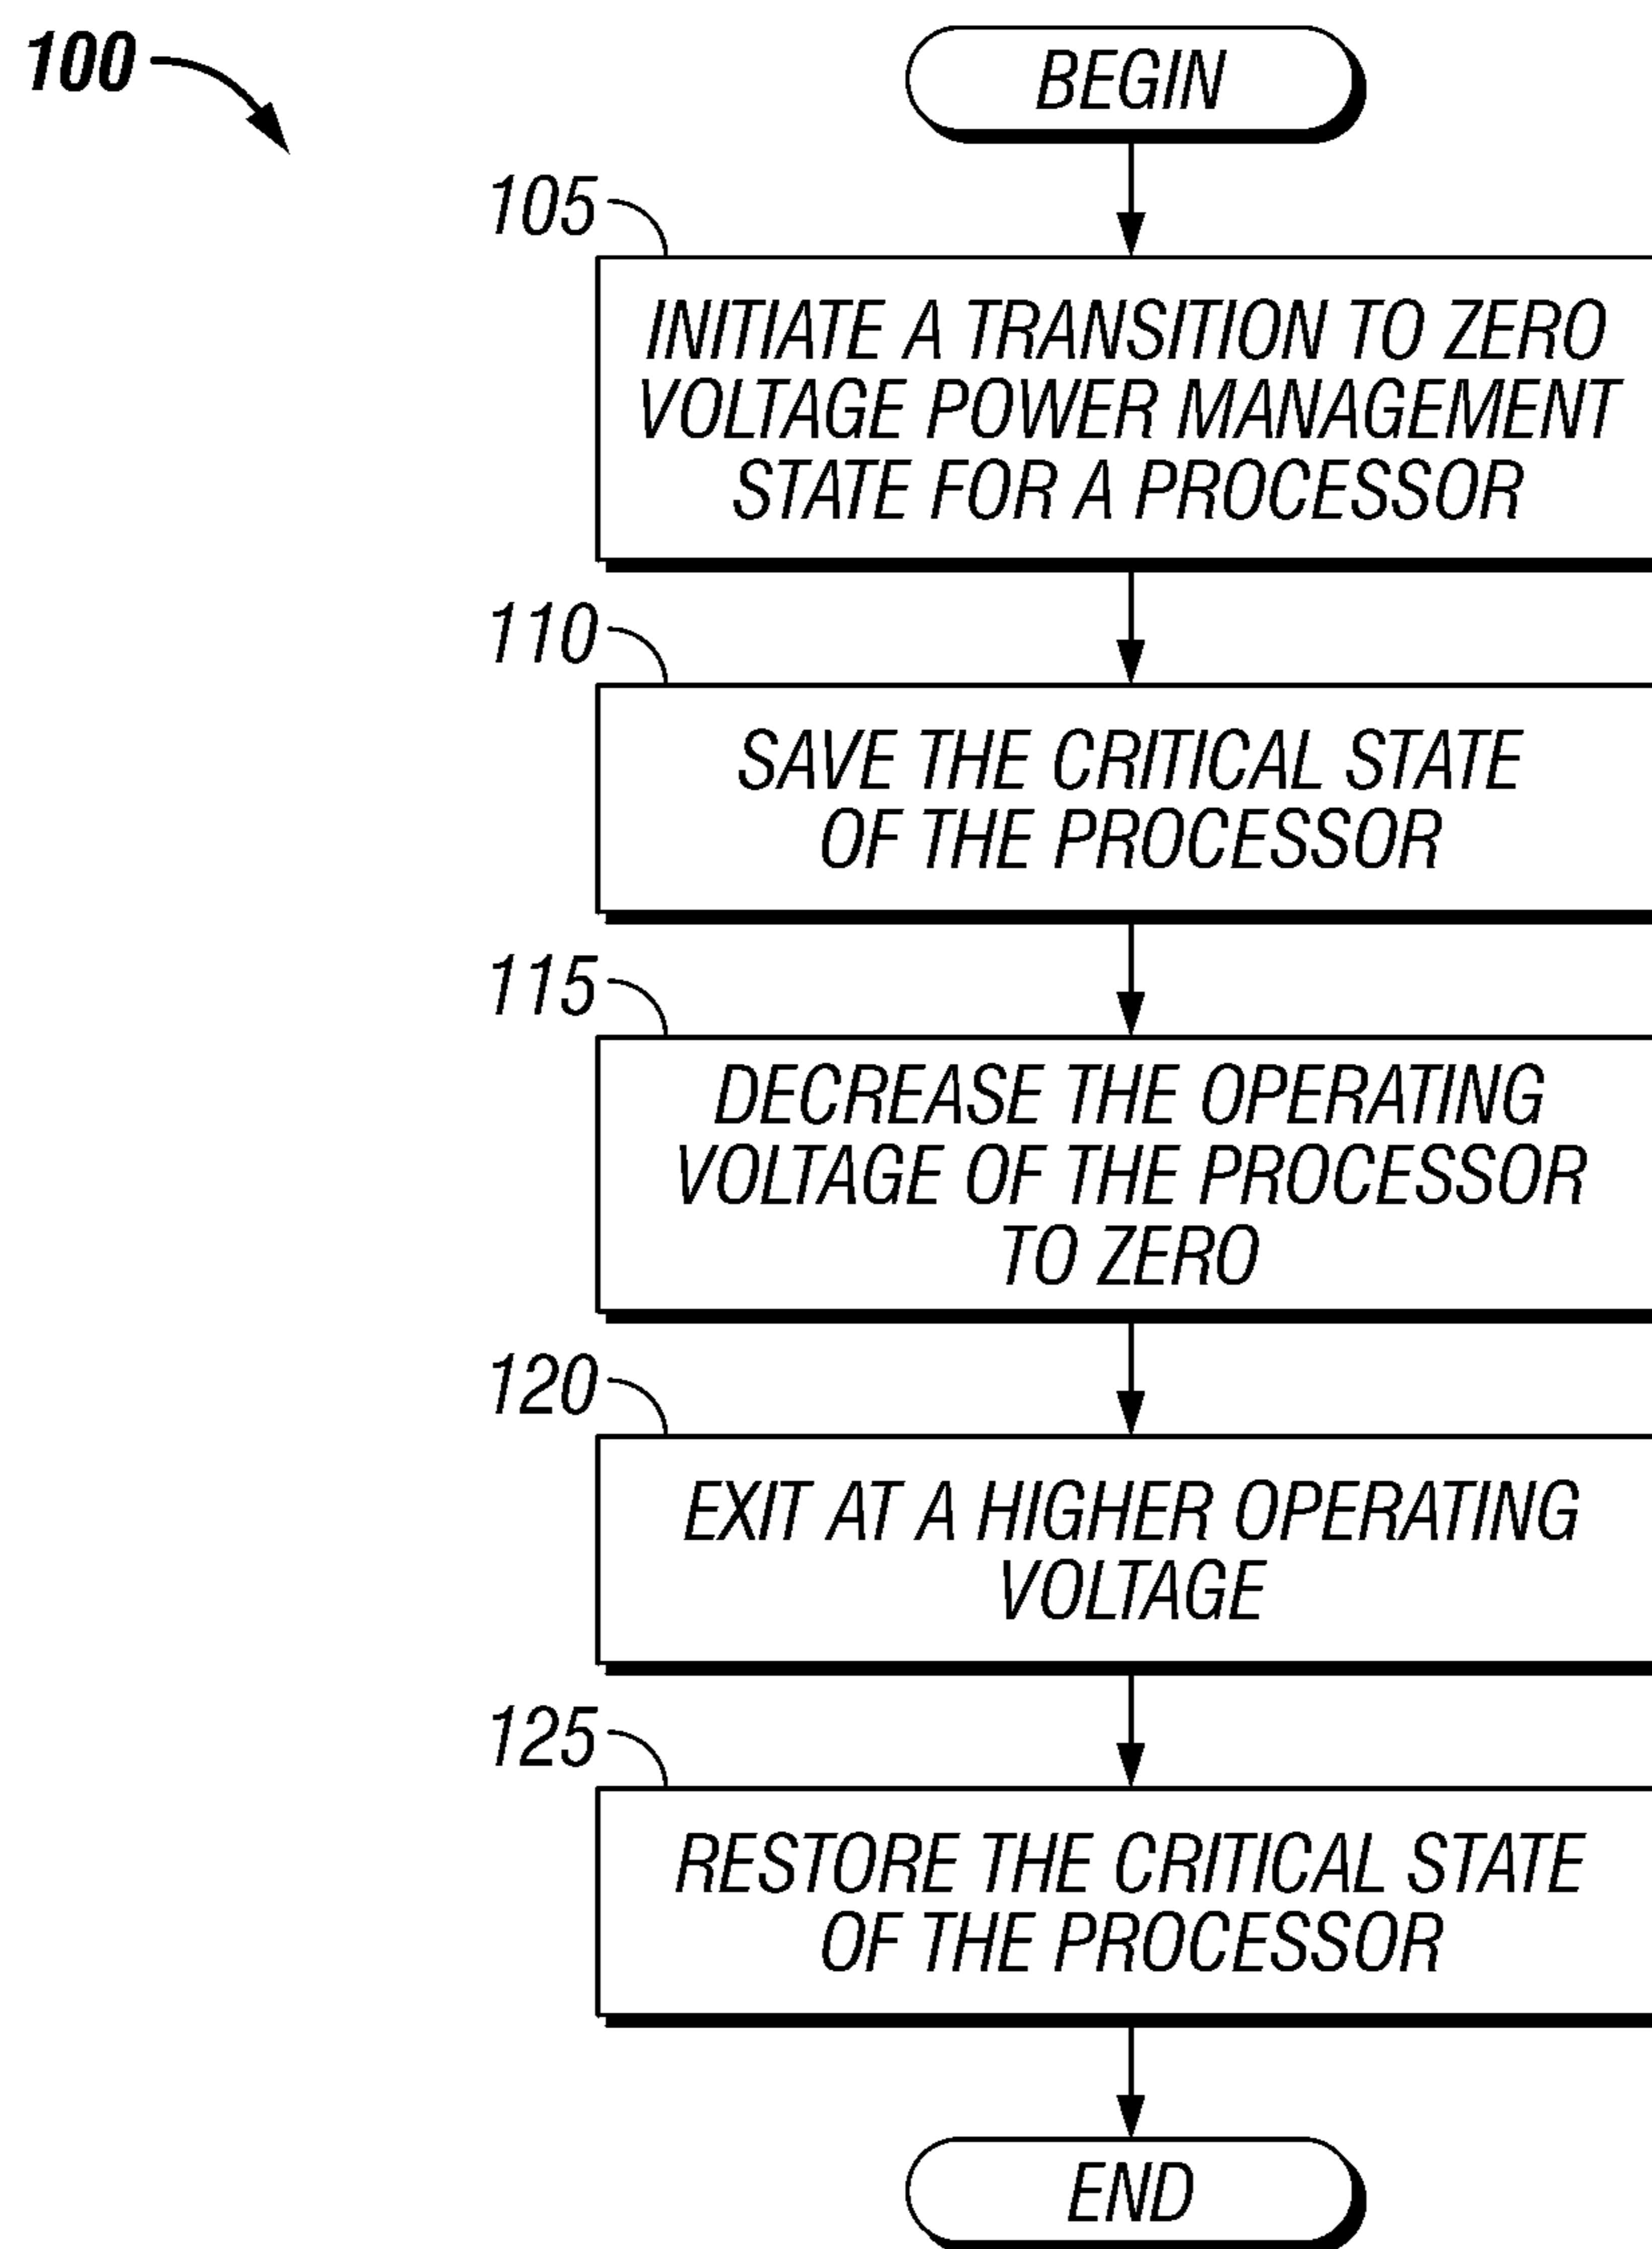 100
BEGIN
105
INITIATE A TRANSITION TO ZERO
VOLTAGE POWER MANAGEMENT
STATE FOR A PROCESSOR
110
SAVE THE CRITICAL STATE
OF THE PROCESSOR
115
DECREASE THE OPERATING
VOLTAGE OF THE PROCESSOR
TO ZERO
120
EXIT AT A HIGHER OPERATING
VOLTAGE
125
RESTORE THE CRITICAL STATE
OF THE PROCESSOR
END